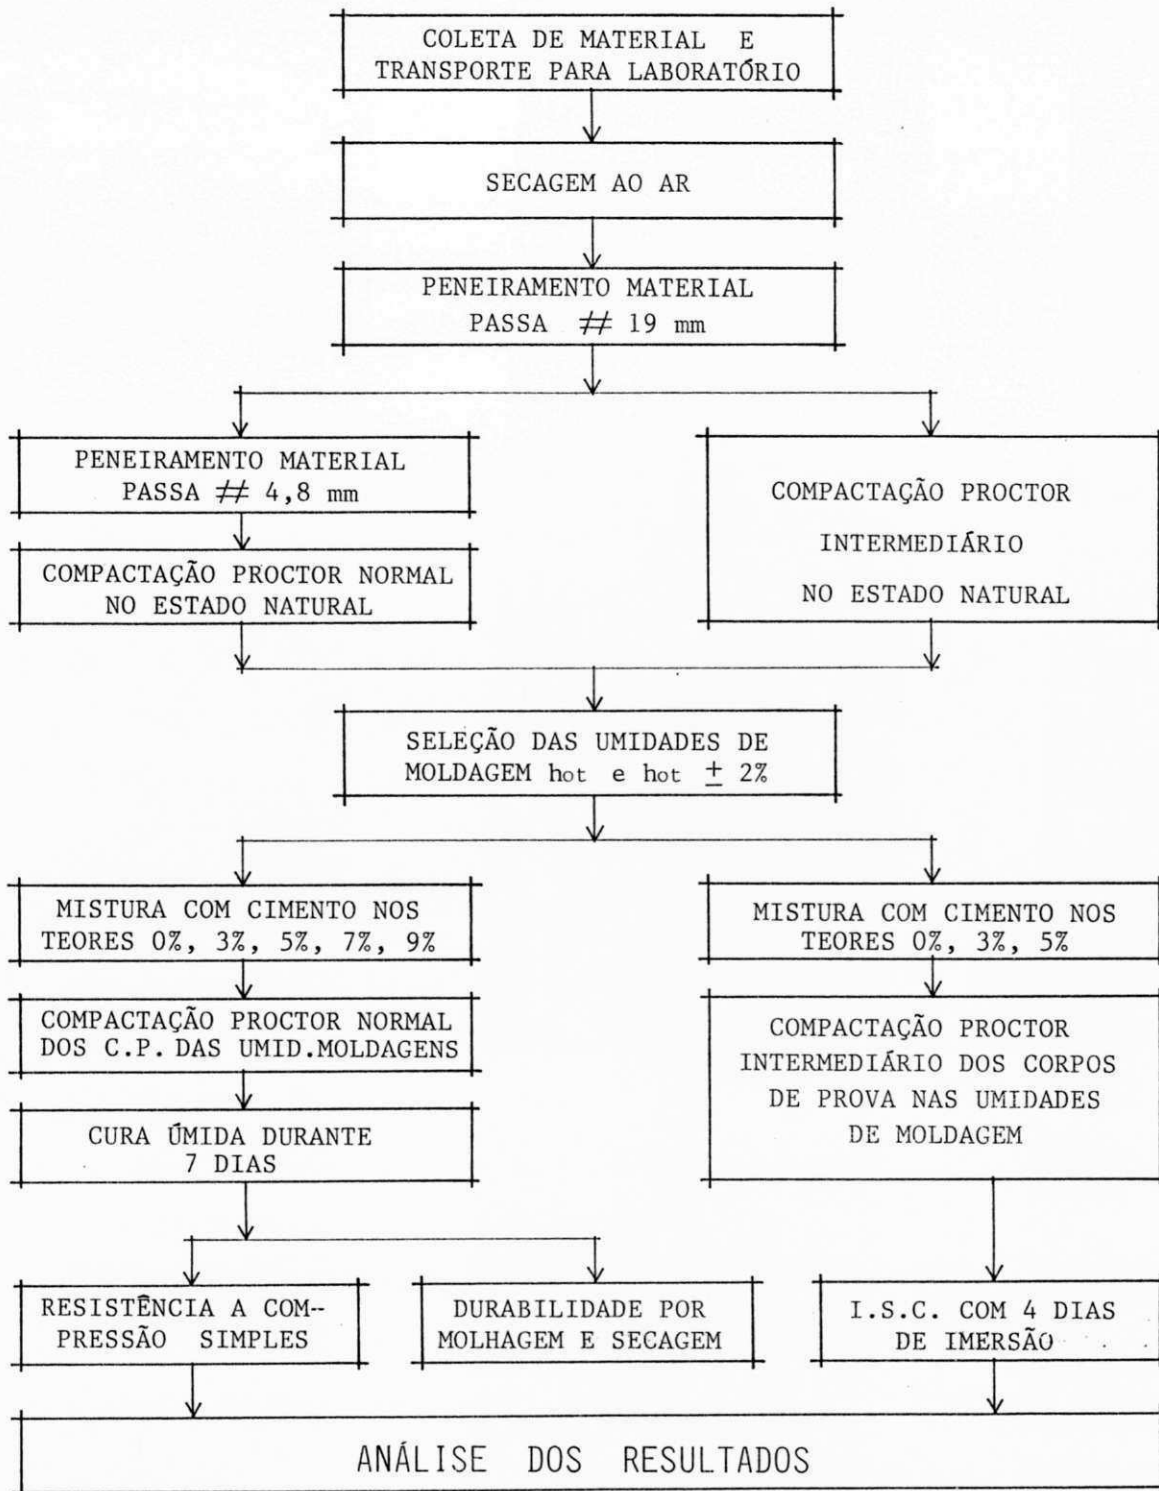 COLETA DE MATERIAL E
TRANSPORTE PARA LABORATÓRIO
SECAGEM AO AR
PENEIRAMENTO MATERIAL
PASSA # 19 mm
PENEIRAMENTO MATERIAL
PASSA # 4,8 mm
COMPACTAÇÃO PROCTOR NORMAL
NO ESTADO NATURAL
COMPACTAÇÃO PROCTOR
INTERMEDIÁRIO
NO ESTADO NATURAL
SELEÇÃO DAS UMIDADES DE
MOLDAGEM hot e hot ± 2%
MISTURA COM CIMENTO NOS
TEORES 0%, 3%, 5%, 7%, 9%
COMPACTAÇÃO PROCTOR NORMAL
DOS C.P. DAS UMID.MOLDAGENS
CURA ÚMIDA DURANTE
7 DIAS
MISTURA COM CIMENTO NOS
TEORES 0%, 3%, 5%
COMPACTAÇÃO PROCTOR
INTERMEDIÁRIO DOS CORPOS
DE PROVA NAS UMIDADES
DE MOLDAGEM
RESISTÊNCIA A COM--
PRESSÃO SIMPLES
DURABILIDADE POR
MOLHAGEM E SECAGEM
I.S.C. COM 4 DIAS
DE IMERSÃO
ANÁLISE DOS RESULTADOS